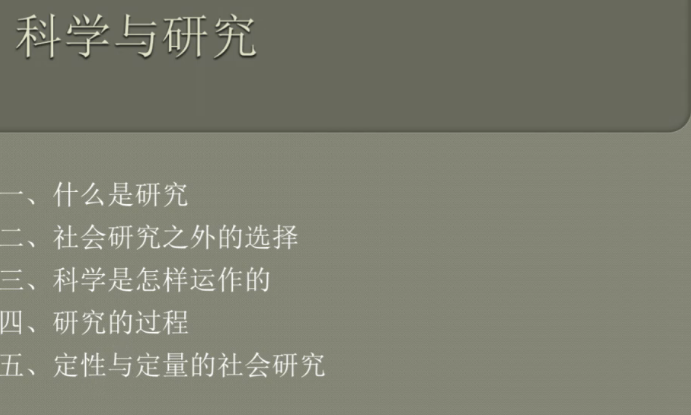 科学与研究
一、什么是研究
二、社会研究之外的选择
三、科学是怎样运作的
四、研究的过程
五、定性与定量的社会研究